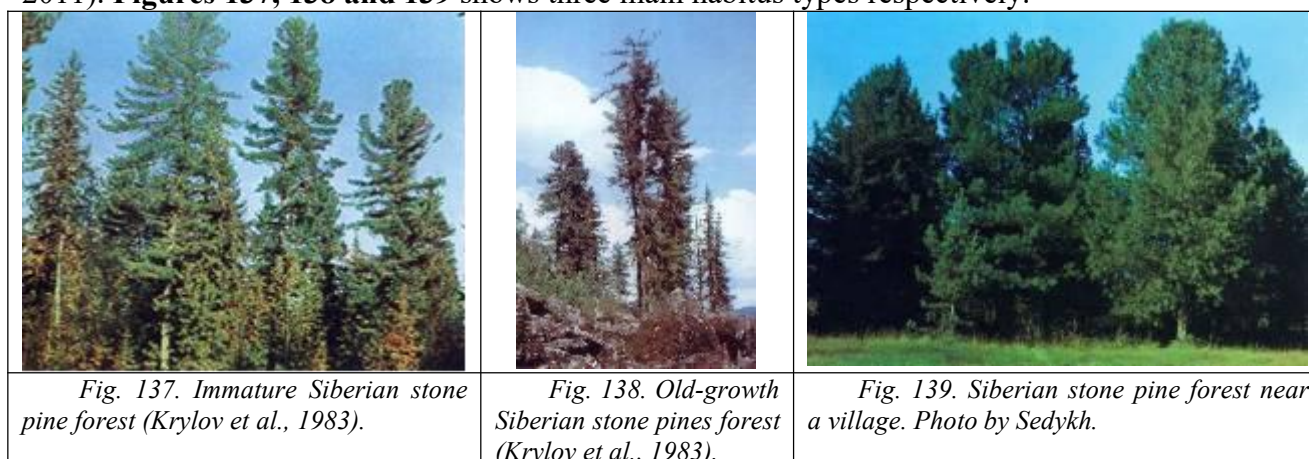 2011). Figures 137, 138 and 139 shows three main habitus types respectively.
Fig. 137. Immature Siberian stone
pine forest (Krylov et al., 1983).
Fig. 138. Old-growth
Siberian stone pines forest
(Krylov et al., 1983).
Fig. 139. Siberian stone pine forest near
a village. Photo by Sedykh.